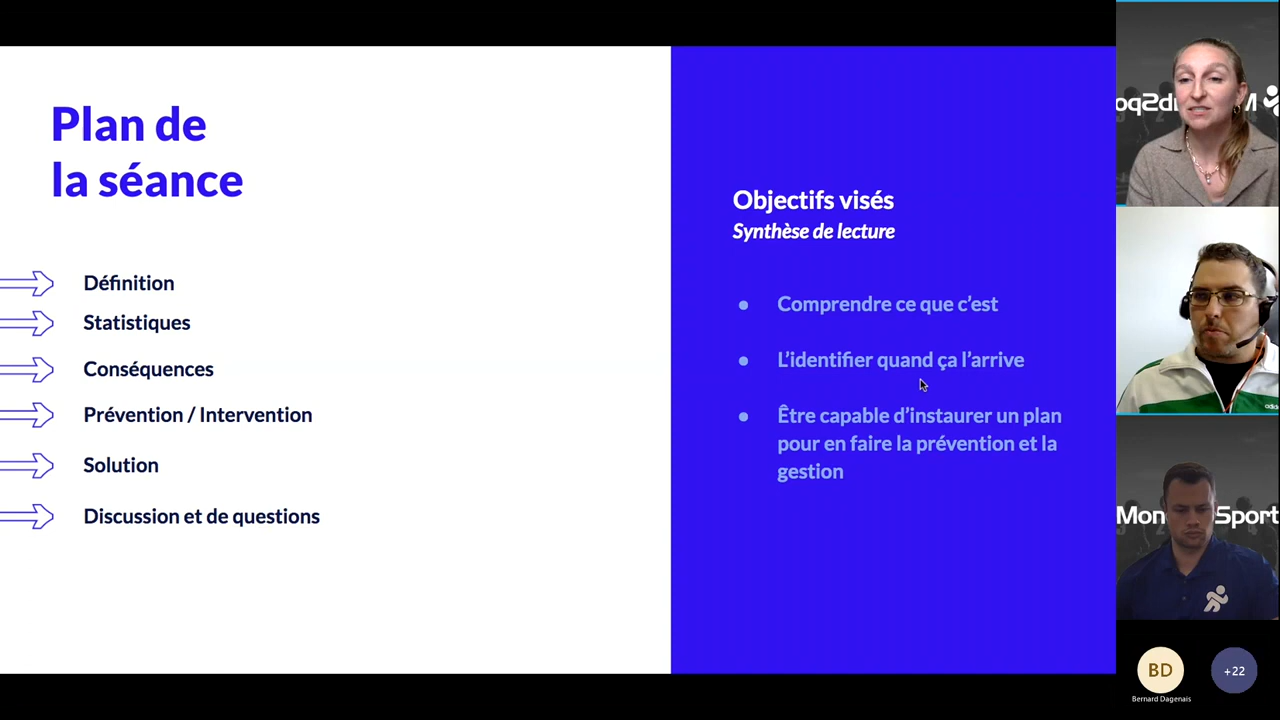 Plan de
la séance
Définition
Statistiques
Conséquences
Prévention / Intervention
Solution
Discussion et de questions
Objectifs visés
Synthèse de lecture
Comprendre ce que c’est
L’identifier quand ça l’arrive
Être capable d’instaurer un plan
pour en faire la prévention et la
gestion
Mon Sport
BD
+22
Bernard Dagenais